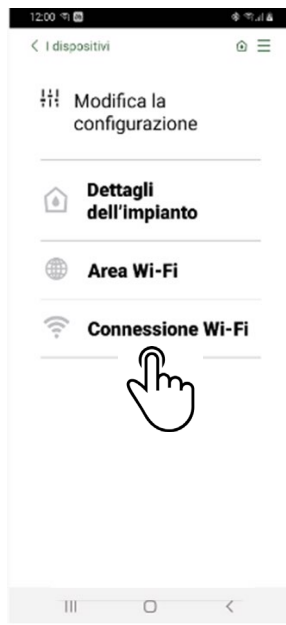 12:00
I dispositivi
Modifica la
configurazione
Dettagli
dell'impianto
Area Wi-Fi
Connessione Wi-Fi